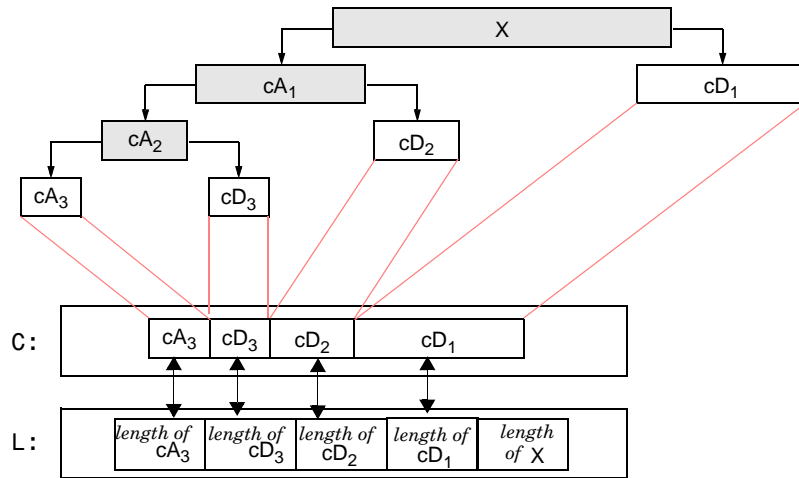 X
cA1
cD1
cA2
cD2
cA3
cD3
C:
cA3 cD3 cD2 cD1
L:
length of cA3
length of cD3
length of cD2
length of cD1
length of X